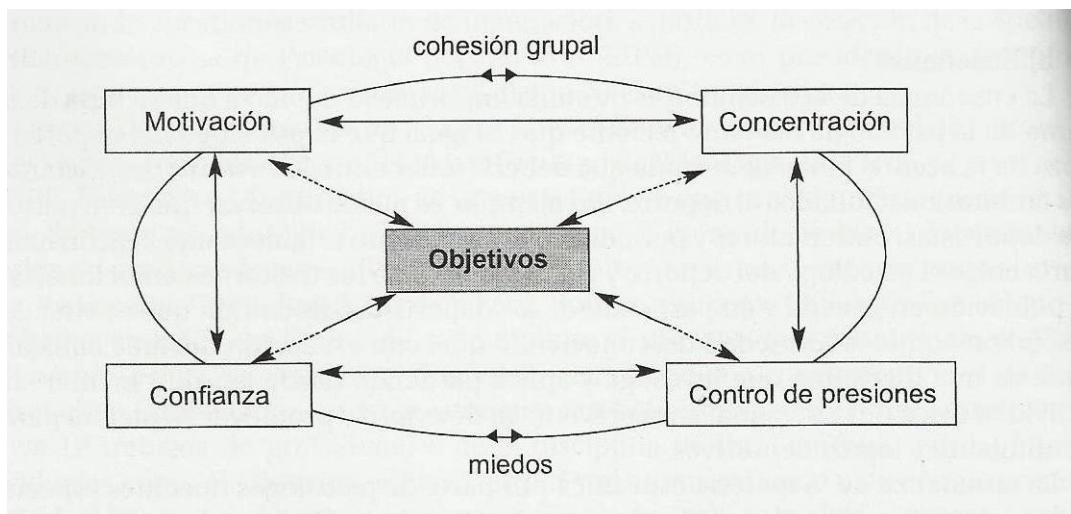 cohesión grupal
Motivación
Concentración
Objetivos
Confianza
Control de presiones
miedos